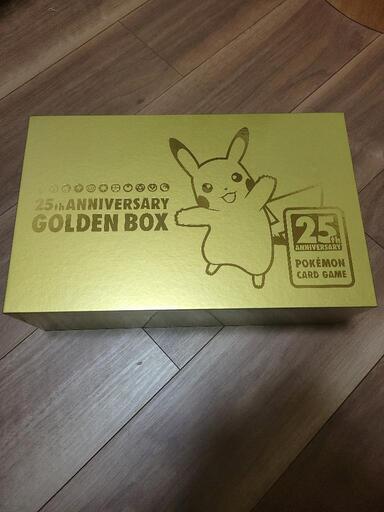 25th ANNIVERSARY
GOLDEN BOX
25th
ANNIVERSARY
POKÉMON
CARD GAME